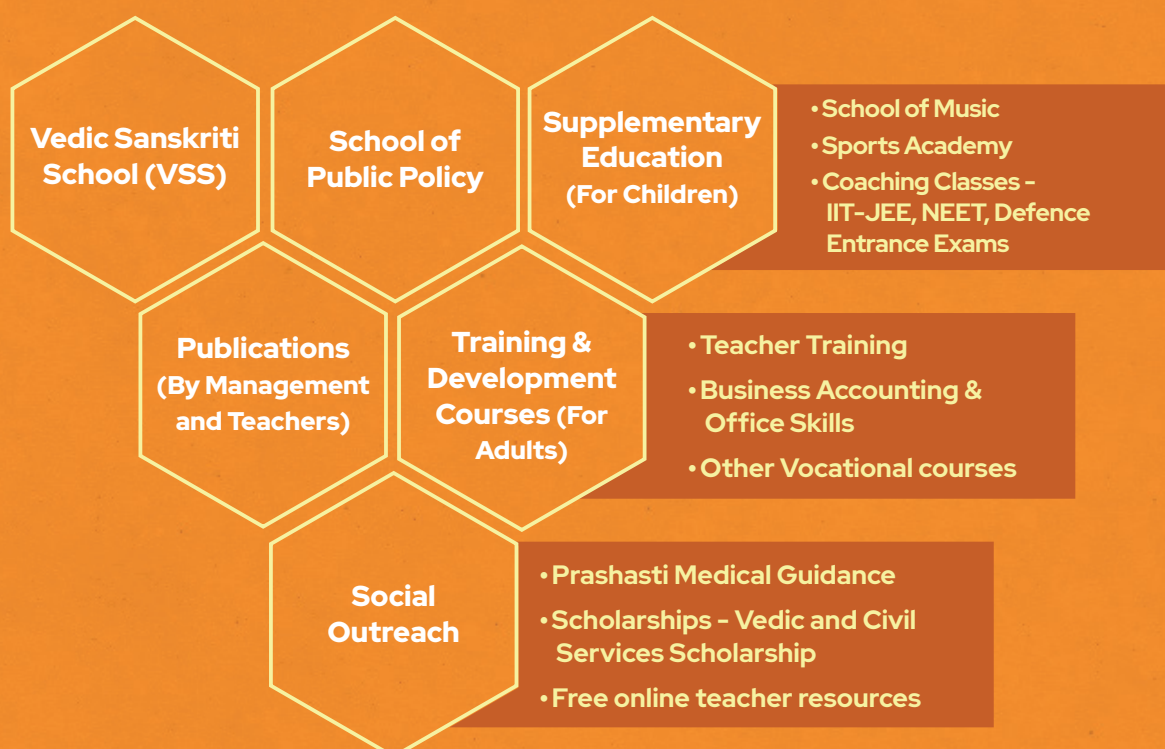 Vedic Sanskriti
School (VSS)
School of
Public Policy
Supplementary
Education
(For Children)
• School of Music
• Sports Academy
• Coaching Classes -
IIT-JEE, NEET, Defence
Entrance Exams
Publications
(By Management
and Teachers)
Training &
Development
Courses (For
Adults)
• Teacher Training
• Business Accounting &
Office Skills
• Other Vocational courses
Social
Outreach
• Prashasti Medical Guidance
• Scholarships - Vedic and Civil
Services Scholarship
• Free online teacher resources